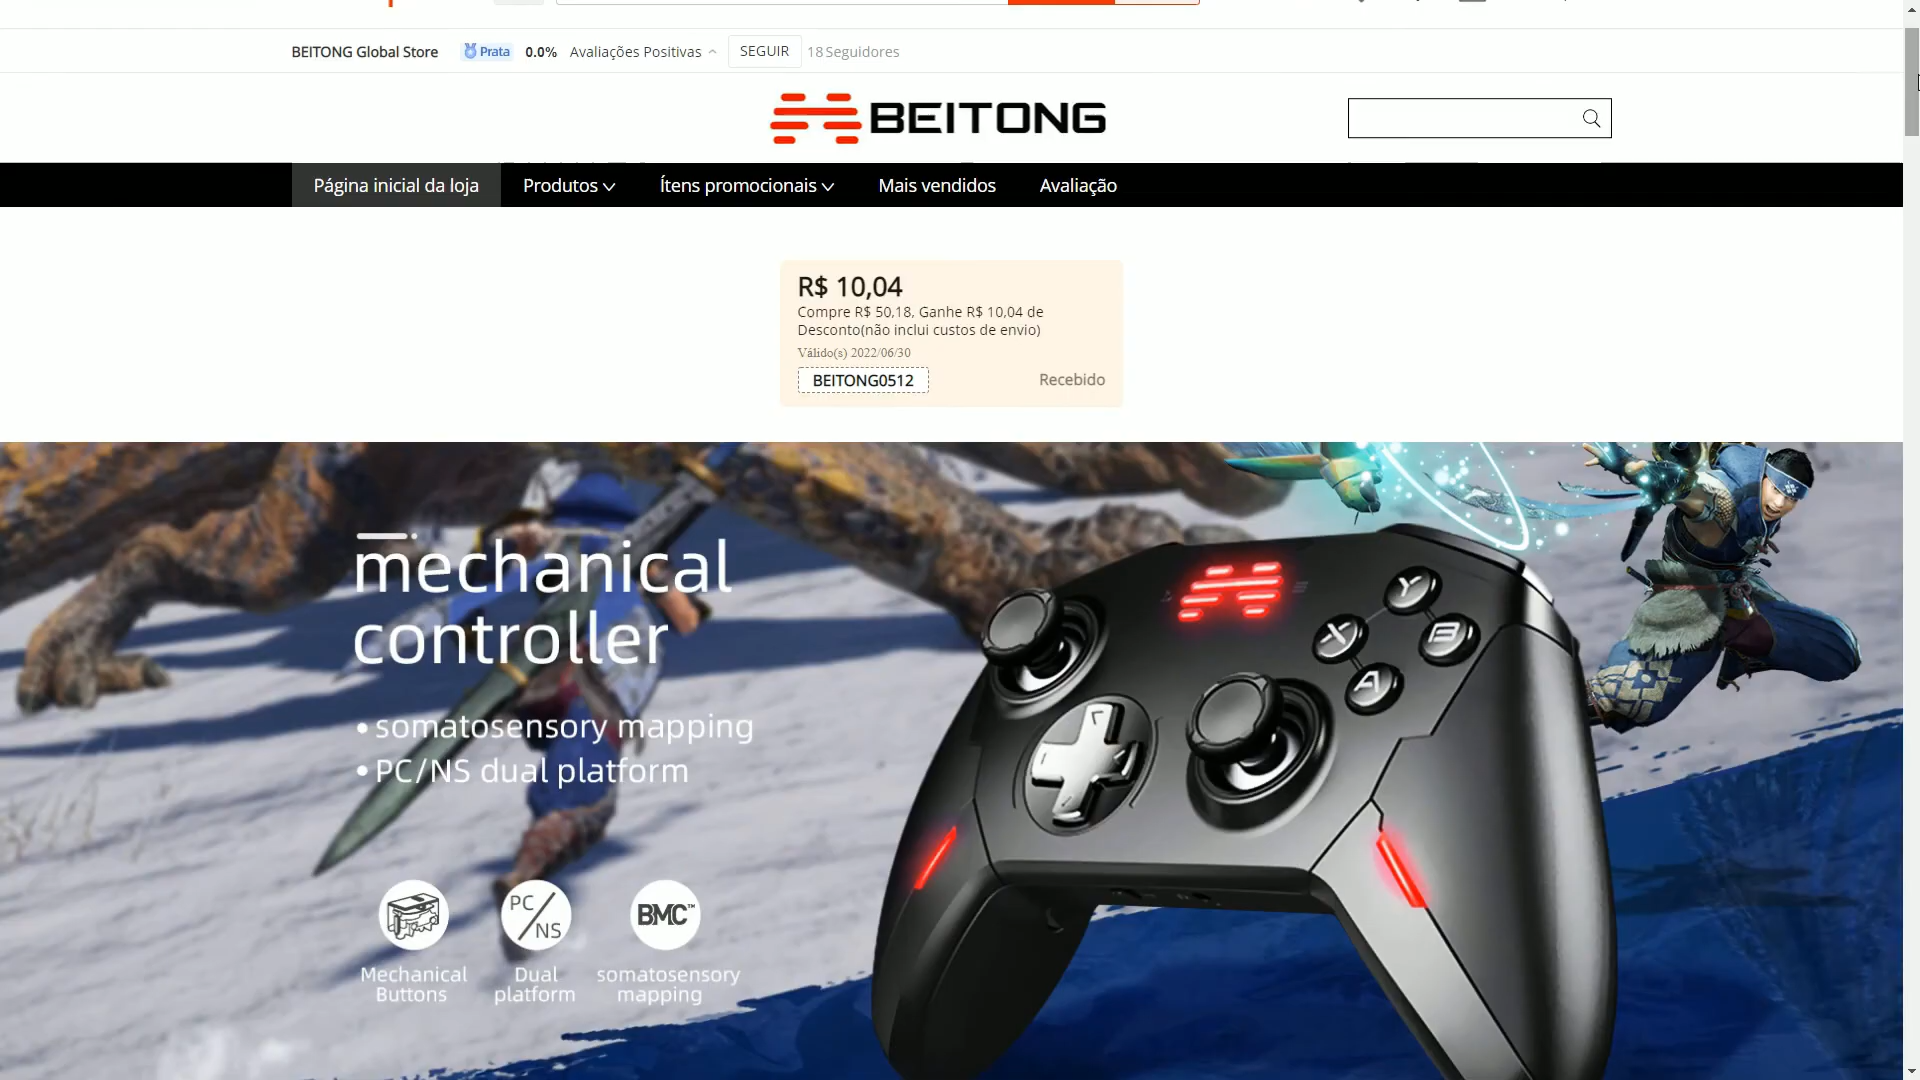 BEITONG Global Store Prata 0.0% Avaliações Positivas SEGUIR 18 Seguidores
BEITONG
Página inicial da loja Produtos Ítens promocionais Mais vendidos Avaliação
R$ 10,04
Compre R$ 50,18, Ganhe R$ 10,04 de
Desconto(não inclui custos de envio)
Válido(s) 2022/06/30
BEITONG0512 Recebido
mechanical
controller
• somatosensory mapping
• PC/NS dual platform
Y
X B
A
PC/NS BMC™
Mechanical Dual somatosensory
Buttons platform mapping